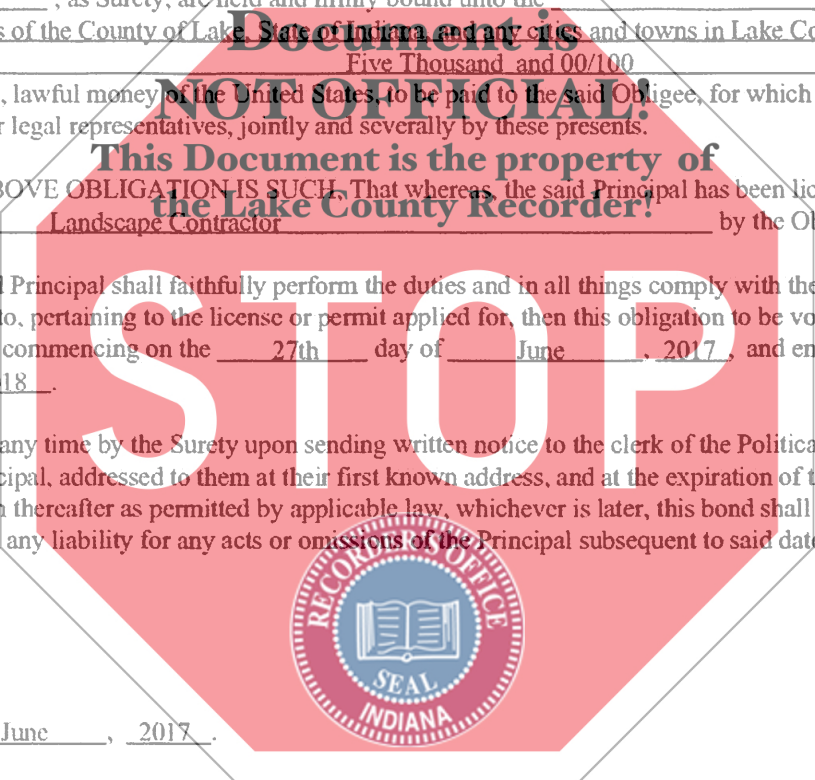 , as Surety, are held and firmly bound unto the
s of the County of Lake, State of Indiana, and any cities and towns in Lake Co
Document is
Five Thousand and 00/100
NOT OFFICIAL!
, lawful money of the United States, to be paid to the said Obligee, for which
r legal representatives, jointly and severally by these presents.
This Document is the property of
BOVE OBLIGATION IS SUCH, That whereas, the said Principal has been lic
the Lake County Recorder!
Landscape Contractor by the Ob
l Principal shall faithfully perform the duties and in all things comply with the
to, pertaining to the license or permit applied for, then this obligation to be vo
commencing on the 27th day of June , 2017 , and en
18 .
STOP
any time by the Surety upon sending written notice to the clerk of the Politica
cipal, addressed to them at their first known address, and at the expiration of t
n thereafter as permitted by applicable law, whichever is later, this bond shall
any liability for any acts or omissions of the Principal subsequent to said date
RECORDER'S OFFICE
SEAL
INDIANA
June , 2017 .